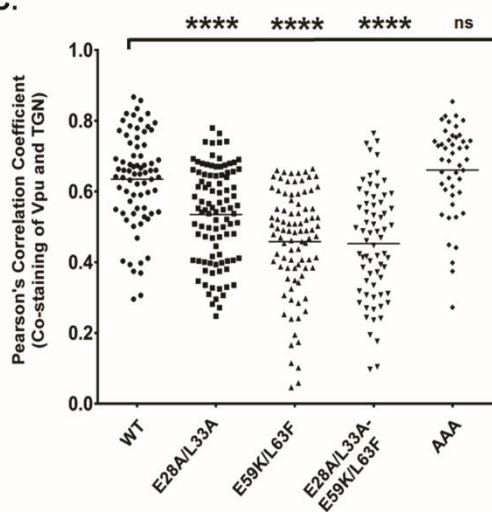 C.
**** **** **** ns
Pearson's Correlation Coefficient
(Co-staining of Vpu and TGN)
1.0
0.8
0.6
0.4
0.2
0.0
WT
E28A/L33A
E59K/L63F
E28A/L33A-
E59K/L63F
AAA